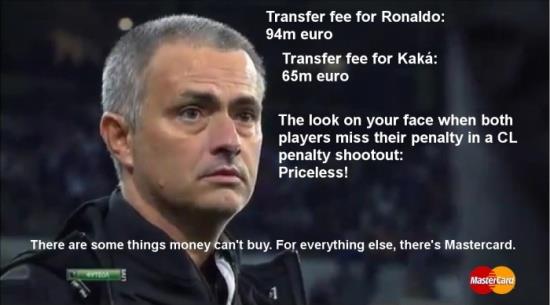 Transfer fee for Ronaldo:
94m euro
Transfer fee for Kaká:
65m euro
The look on your face when both
players miss their penalty in a CL
penalty shootout:
Priceless!
There are some things money can't buy. For everything else, there's Mastercard.
ФУТБОЛ
MasterCard